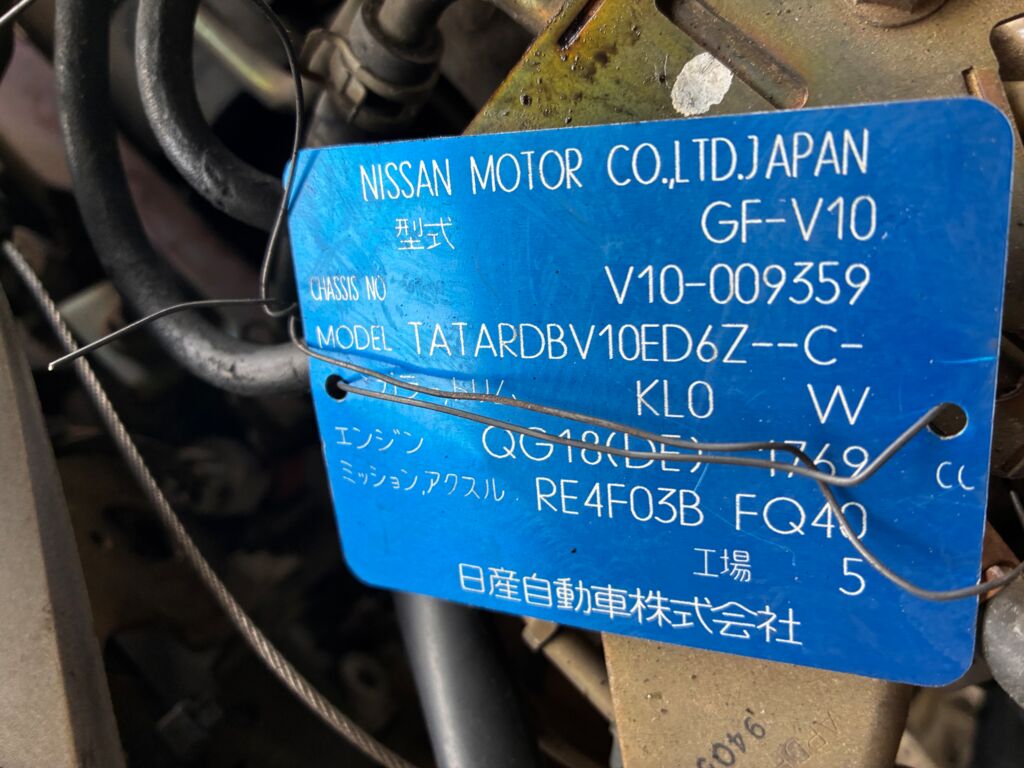 NISSAN MOTOR CO.,LTD.JAPAN
型式 GF-V10
CHASSIS NO V10-009359
MODEL TATARDBV10ED6Z--C-
KL0 W
エンジン QG18(DE) 1769 CC
ミッション,アクスル RE4F03B FQ40
工場 5
日産自動車株式会社